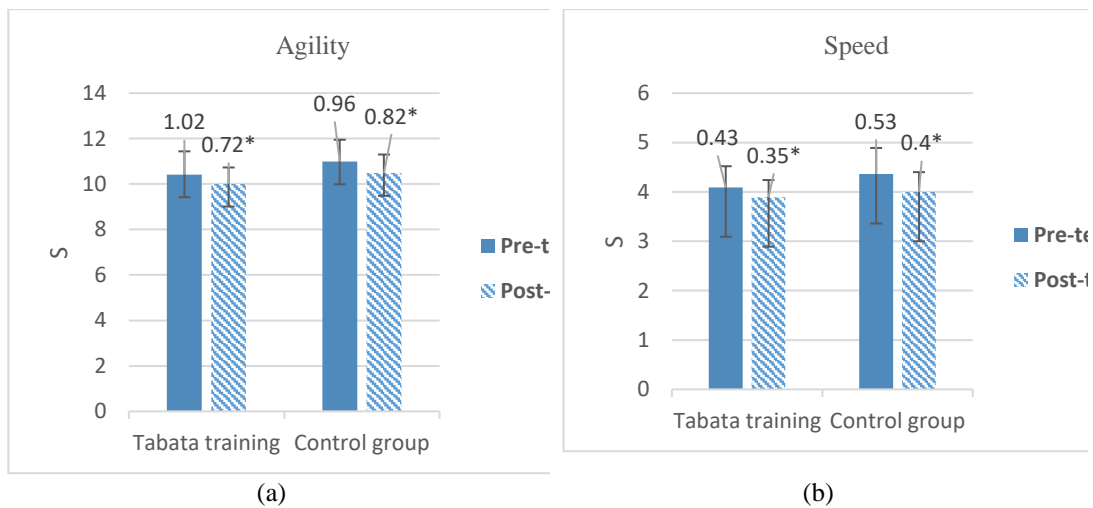 Agility
14
12
10
8
6
4
2
0
S
1.02
0.72*
0.96
0.82*
Tabata training Control group
Pre-t
Post-
(a)
Speed
6
5
4
3
2
1
0
S
0.43
0.35*
0.53
0.4*
Tabata training Control group
Pre-te
Post-t
(b)